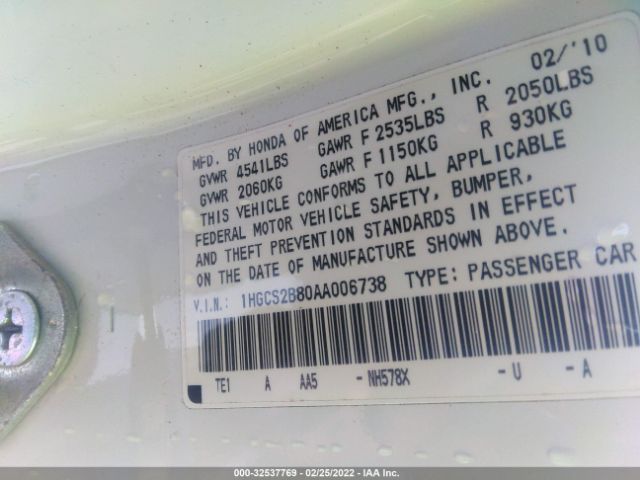 02/'10
MFD. BY HONDA OF AMERICA MFG., INC.
GVWR 4541LBS GAWR F 2535LBS R 2050LBS
GVWR 2060KG GAWR F 1150KG R 930KG
THIS VEHICLE CONFORMS TO ALL APPLICABLE
FEDERAL MOTOR VEHICLE SAFETY, BUMPER,
AND THEFT PREVENTION STANDARDS IN EFFECT
ON THE DATE OF MANUFACTURE SHOWN ABOVE.
V.I.N.: 1HGCS2B80AA006738 TYPE: PASSENGER CAR
TE1 A AA5 - NH578X - U - A
000-32537769 - 02/25/2022 - IAA Inc.